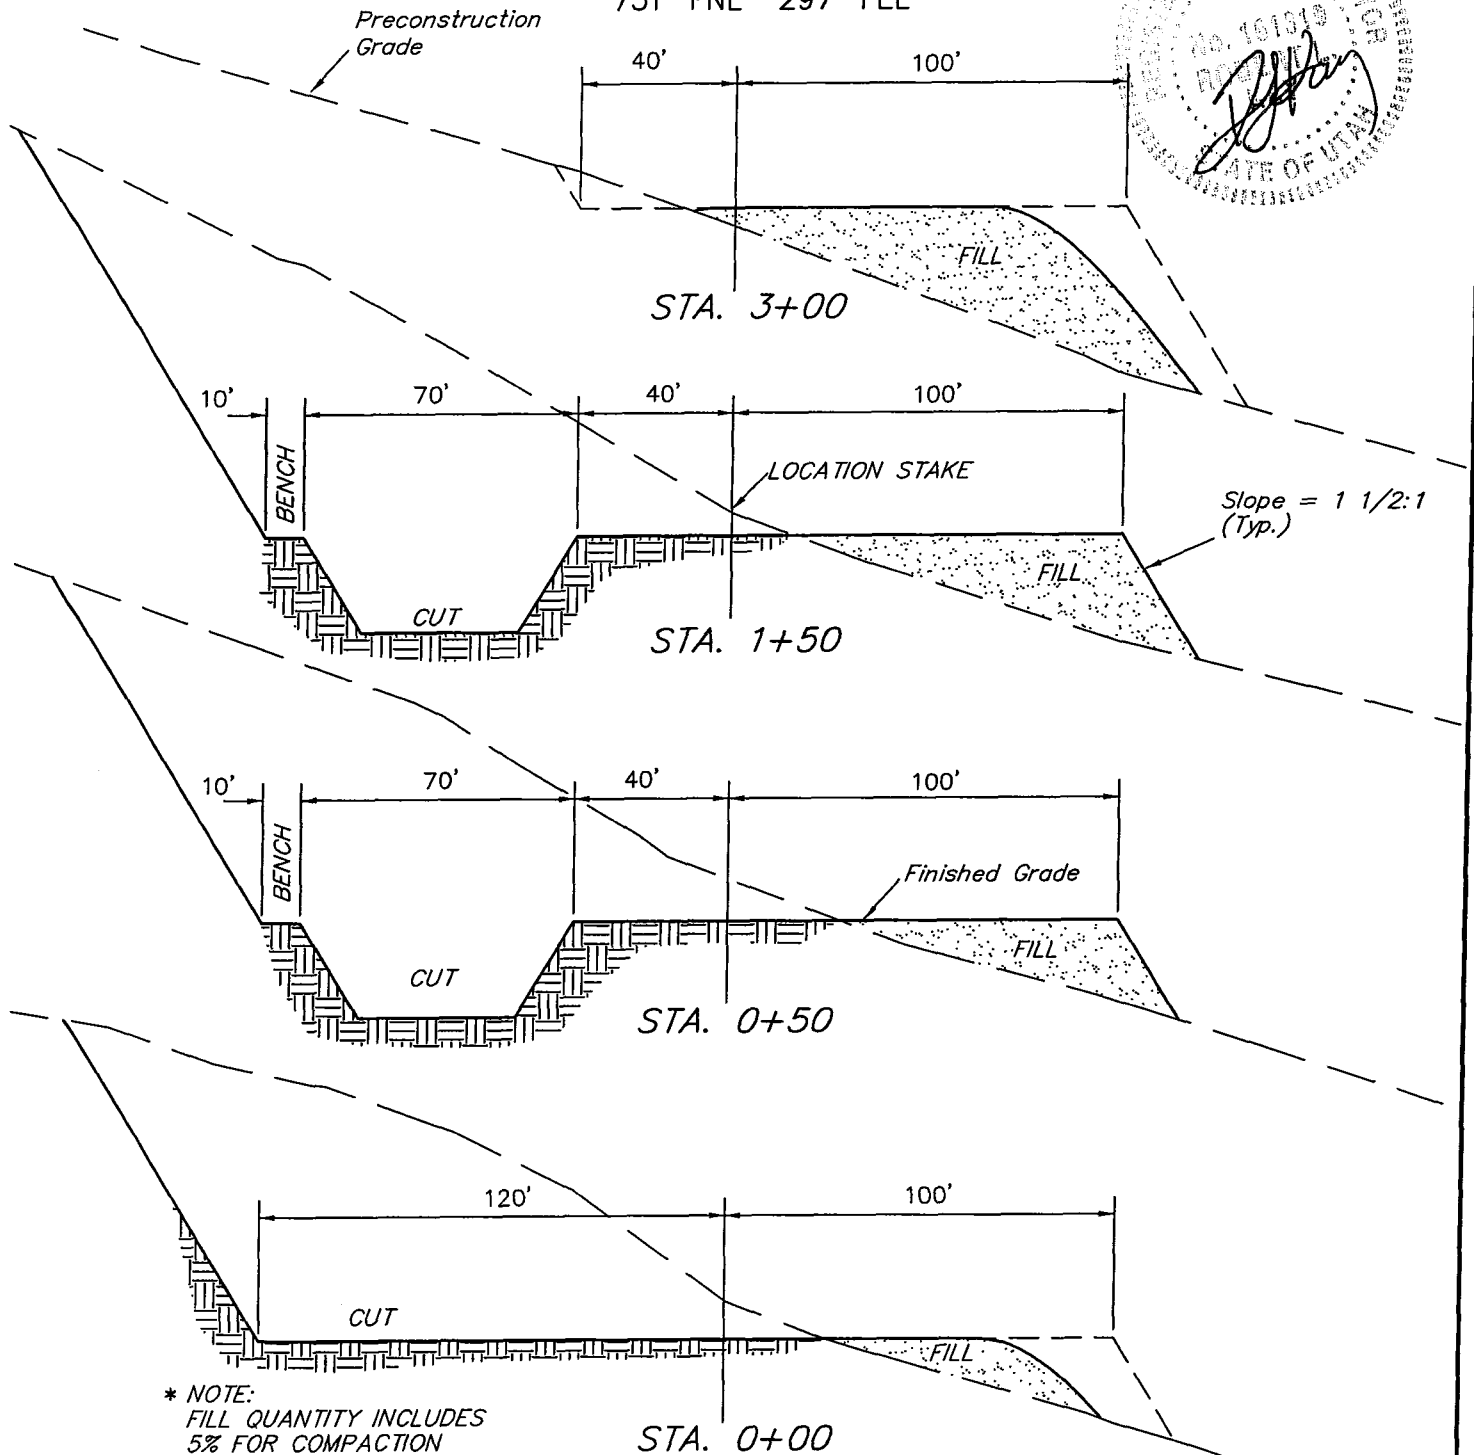 751' FNL 297' FEL
Preconstruction
Grade
40' 100'
No. 161319
STATE OF UTAH
FILL
STA. 3+00
10' 70' 40' 100'
BENCH
LOCATION STAKE
Slope = 1 1/2:1
(Typ.)
CUT
FILL
STA. 1+50
10' 70' 40' 100'
BENCH
Finished Grade
CUT
FILL
STA. 0+50
120' 100'
CUT
FILL
* NOTE:
FILL QUANTITY INCLUDES
5% FOR COMPACTION
STA. 0+00